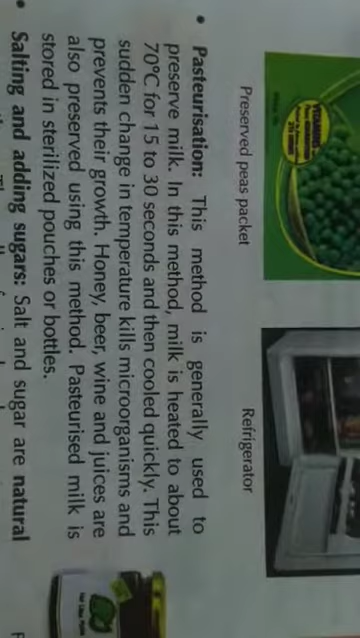 Preserved peas packet
Refrigerator
• Pasteurisation: This method is generally used to
preserve milk. In this method, milk is heated to about
70°C for 15 to 30 seconds and then cooled quickly. This
sudden change in temperature kills microorganisms and
prevents their growth. Honey, beer, wine and juices are
also preserved using this method. Pasteurised milk is
stored in sterilized pouches or bottles.
• Salting and adding sugars: Salt and sugar are natural